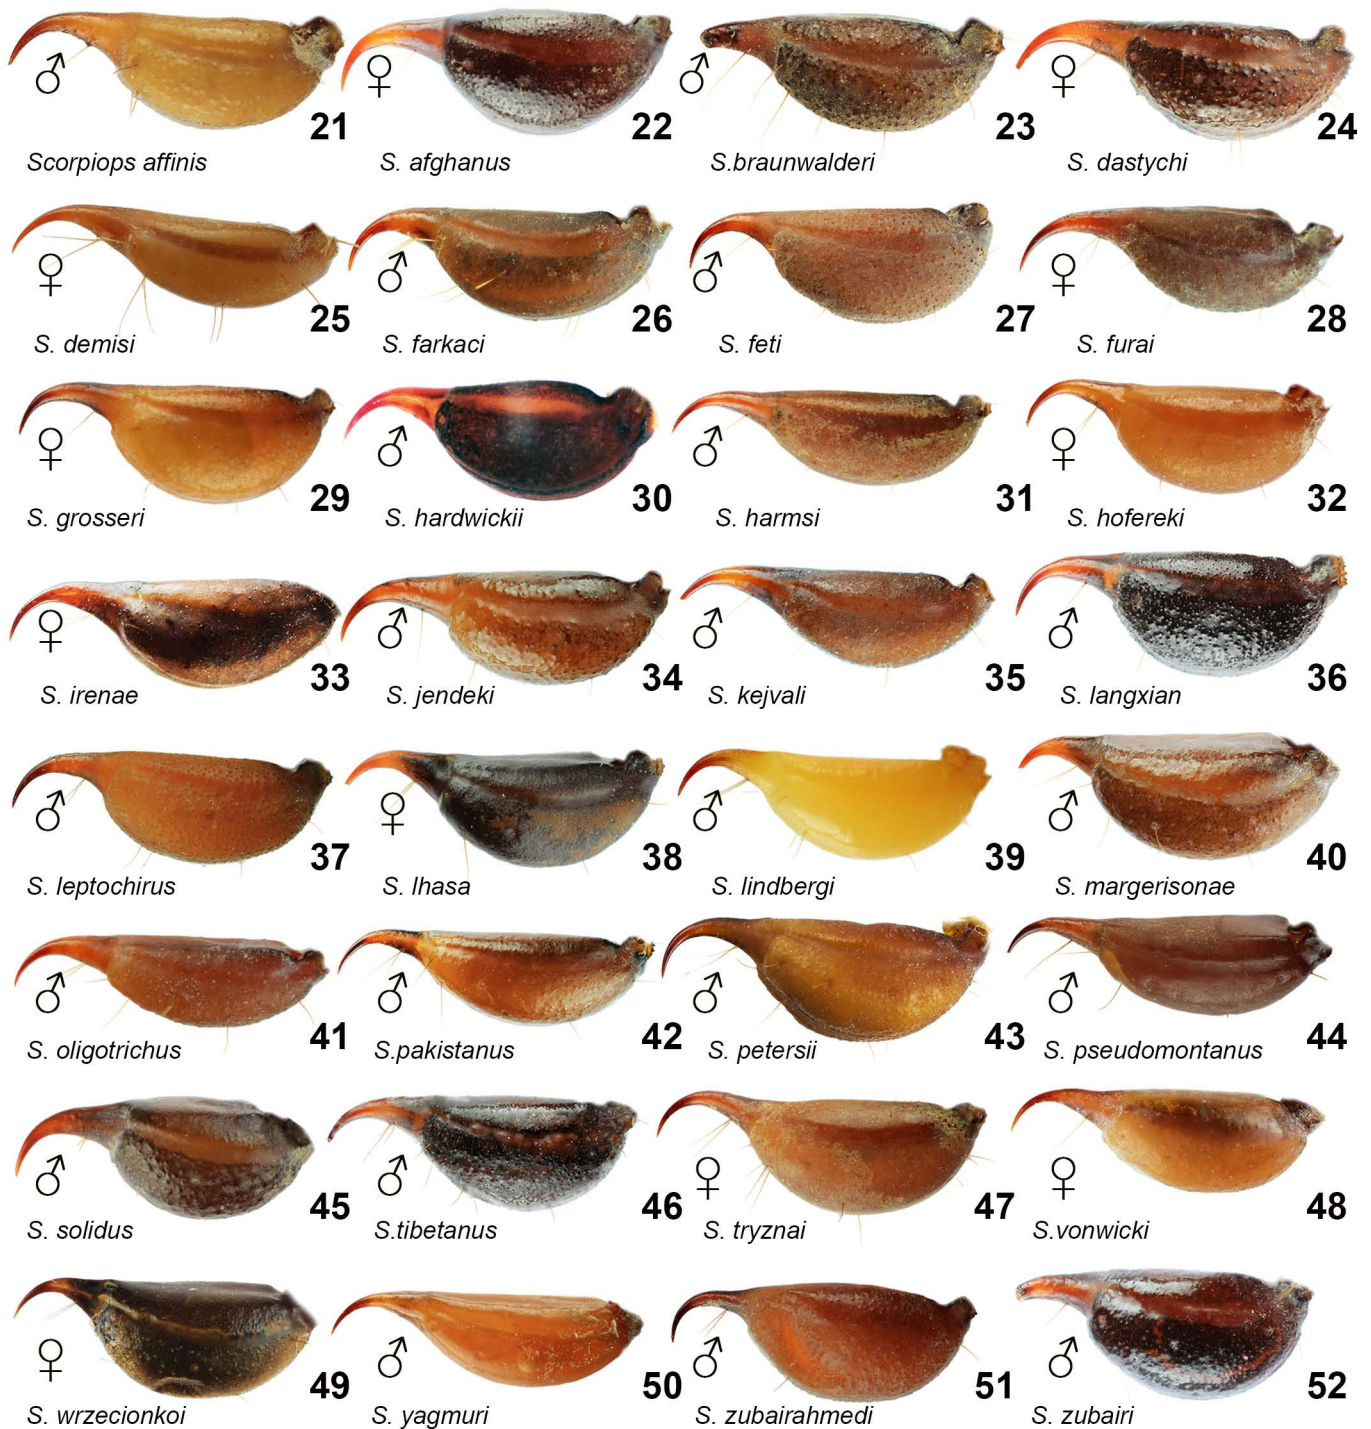 ♂ ♀ ♂ ♀
21 22 23 24
Scorpiops affinis S. afghanus S.braunwalderi S. dastychi
♀ ♂ ♂ ♀
25 26 27 28
S. demisi S. farkaci S. feti S. furai
♀ ♂ ♂ ♀
29 30 31 32
S. grosseri S. hardwickii S. harmsi S. hofereki
♀ ♂ ♂ ♂
33 34 35 36
S. irenae S. jendeki S. kejvali S. langxian
♂ ♀ ♂ ♂
37 38 39 40
S. leptochirus S. lhasa S. lindbergi S. margerisonae
♂ ♂ ♂ ♂
41 42 43 44
S. oligotrichus S.pakistanus S. petersii S. pseudomontanus
♂ ♂ ♀ ♀
45 46 47 48
S. solidus S.tibetanus S. tryznai S.vonwicki
♀ ♂ ♂ ♂
49 50 51 52
S. wrzecionkoi S. yagmuri S. zubairahmedi S. zubairi